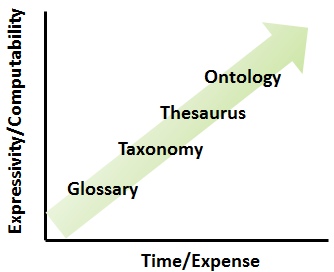 Expressivity/Computability
Ontology
Thesaurus
Taxonomy
Glossary
Time/Expense